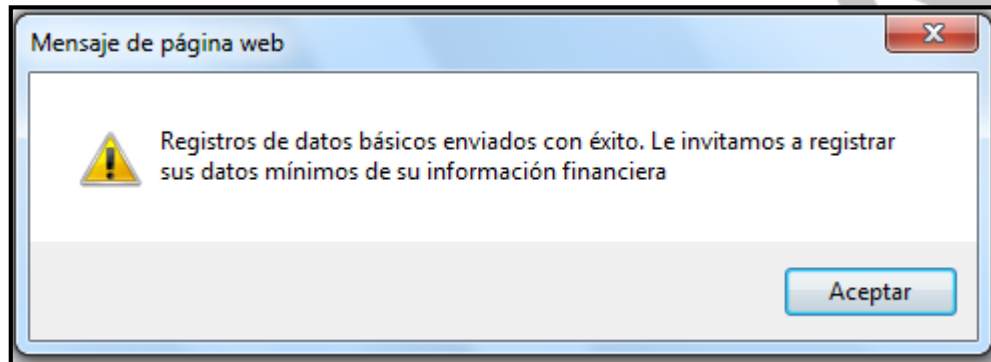 Mensaje de página web
Registros de datos básicos enviados con éxito. Le invitamos a registrar
sus datos mínimos de su información financiera
Aceptar